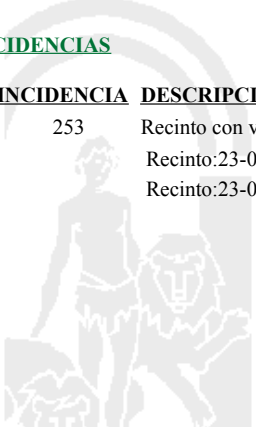 CIDENCIAS
INCIDENCIA DESCRIPCI
253 Recinto con v
Recinto:23-0
Recinto:23-0